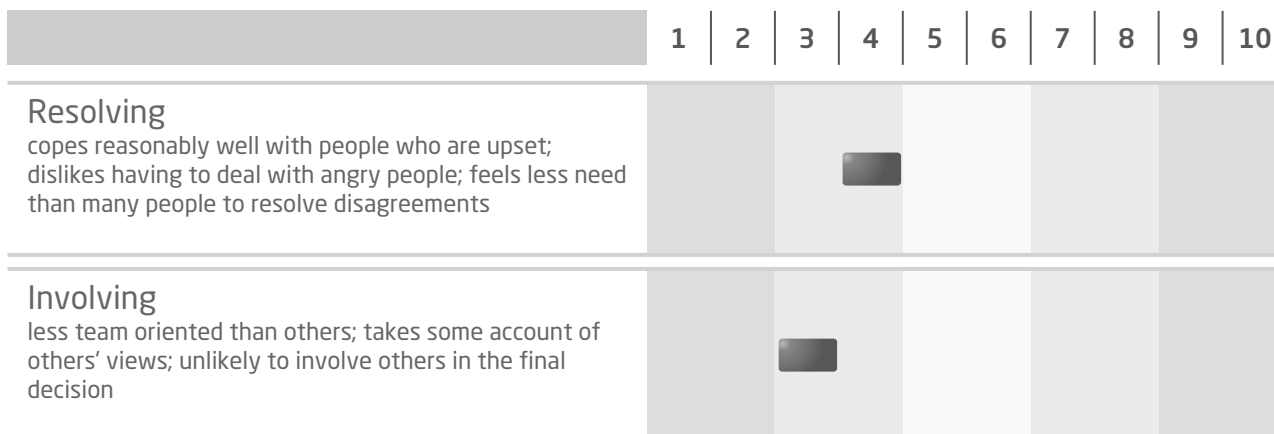 1 2 3 4 5 6 7 8 9 10
Resolving
copes reasonably well with people who are upset;
dislikes having to deal with angry people; feels less need
than many people to resolve disagreements
Involving
less team oriented than others; takes some account of
others’ views; unlikely to involve others in the final
decision